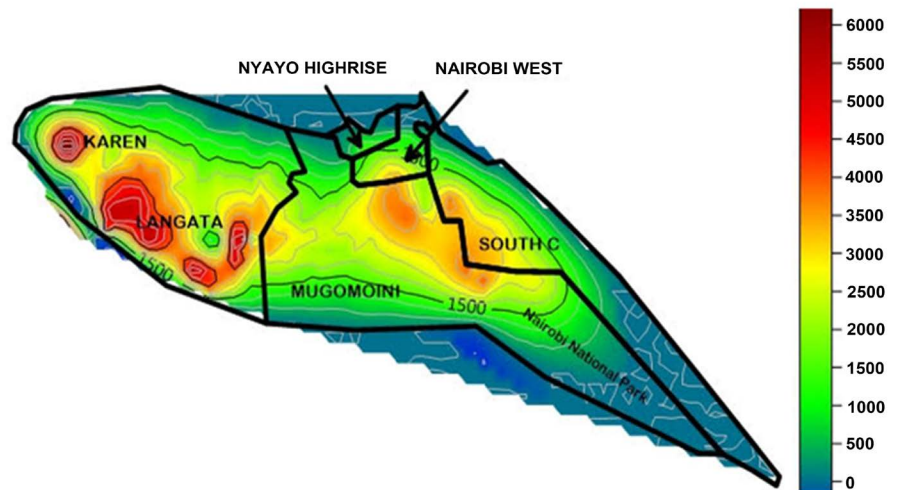 NYAYO HIGHRISE
NAIROBI WEST
KAREN
LANGATA
SOUTH C
MUGOMOINI
1500
1500
Nairobi National Park
6000
5500
5000
4500
4000
3500
3000
2500
2000
1500
1000
500
0